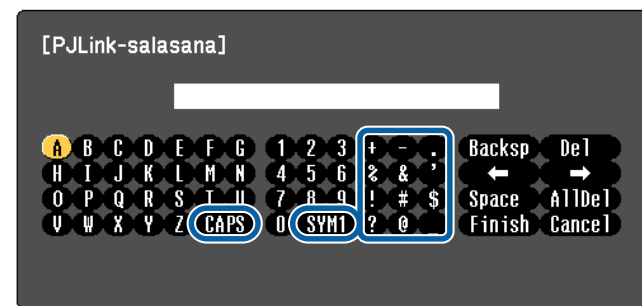 [PJLink-salasana]
A B C D E F G 1 2 3 + - . Backsp Del
H I J K L M N 4 5 6 % & ' ← →
O P Q R S T U 7 8 9 ! # $ Space AllDel
V W X Y Z CAPS 0 SYM1 ? @ _ Finish Cancel